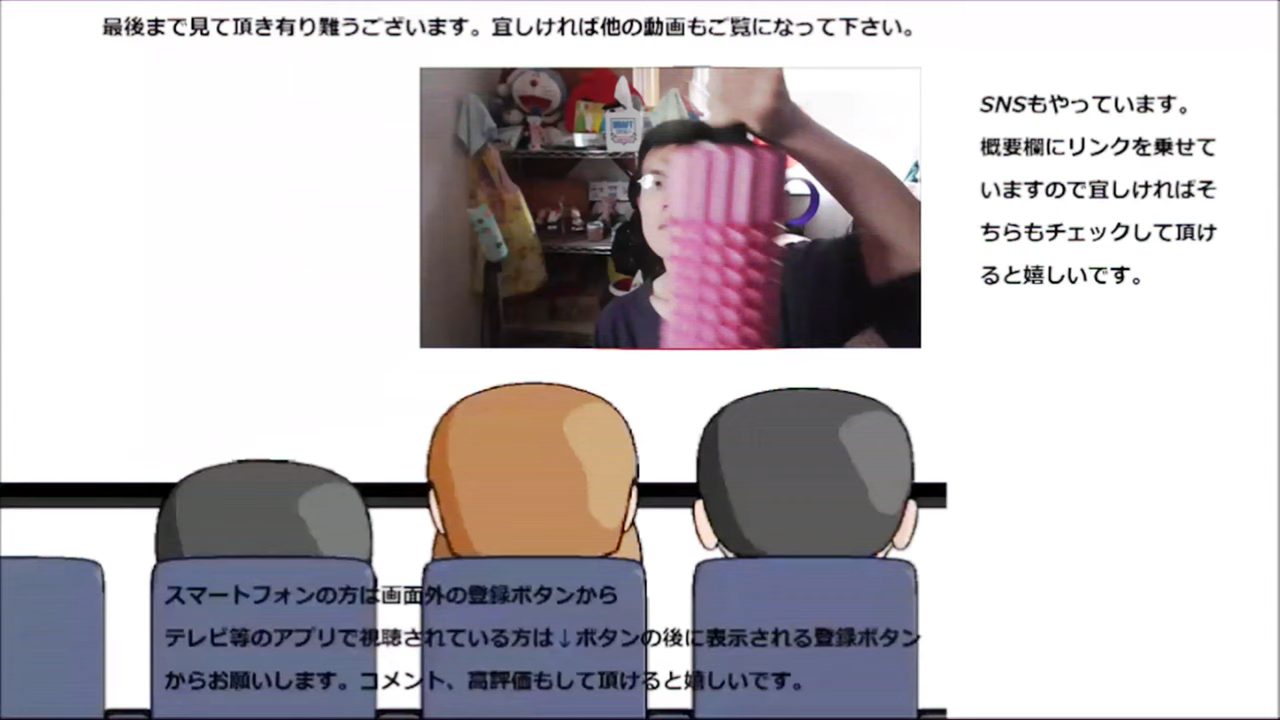 最後まで見て頂き有り難うございます。宜しければ他の動画もご覧になって下さい。
SNSもやっています。
概要欄にリンクを乗せて
いますので宜しければそ
ちらもチェックして頂け
ると嬉しいです。
スマートフォンの方は画面外の登録ボタンから
テレビ等のアプリで視聴されている方は↓ボタンの後に表示される登録ボタン
からお願いします。コメント、高評価もして頂けると嬉しいです。